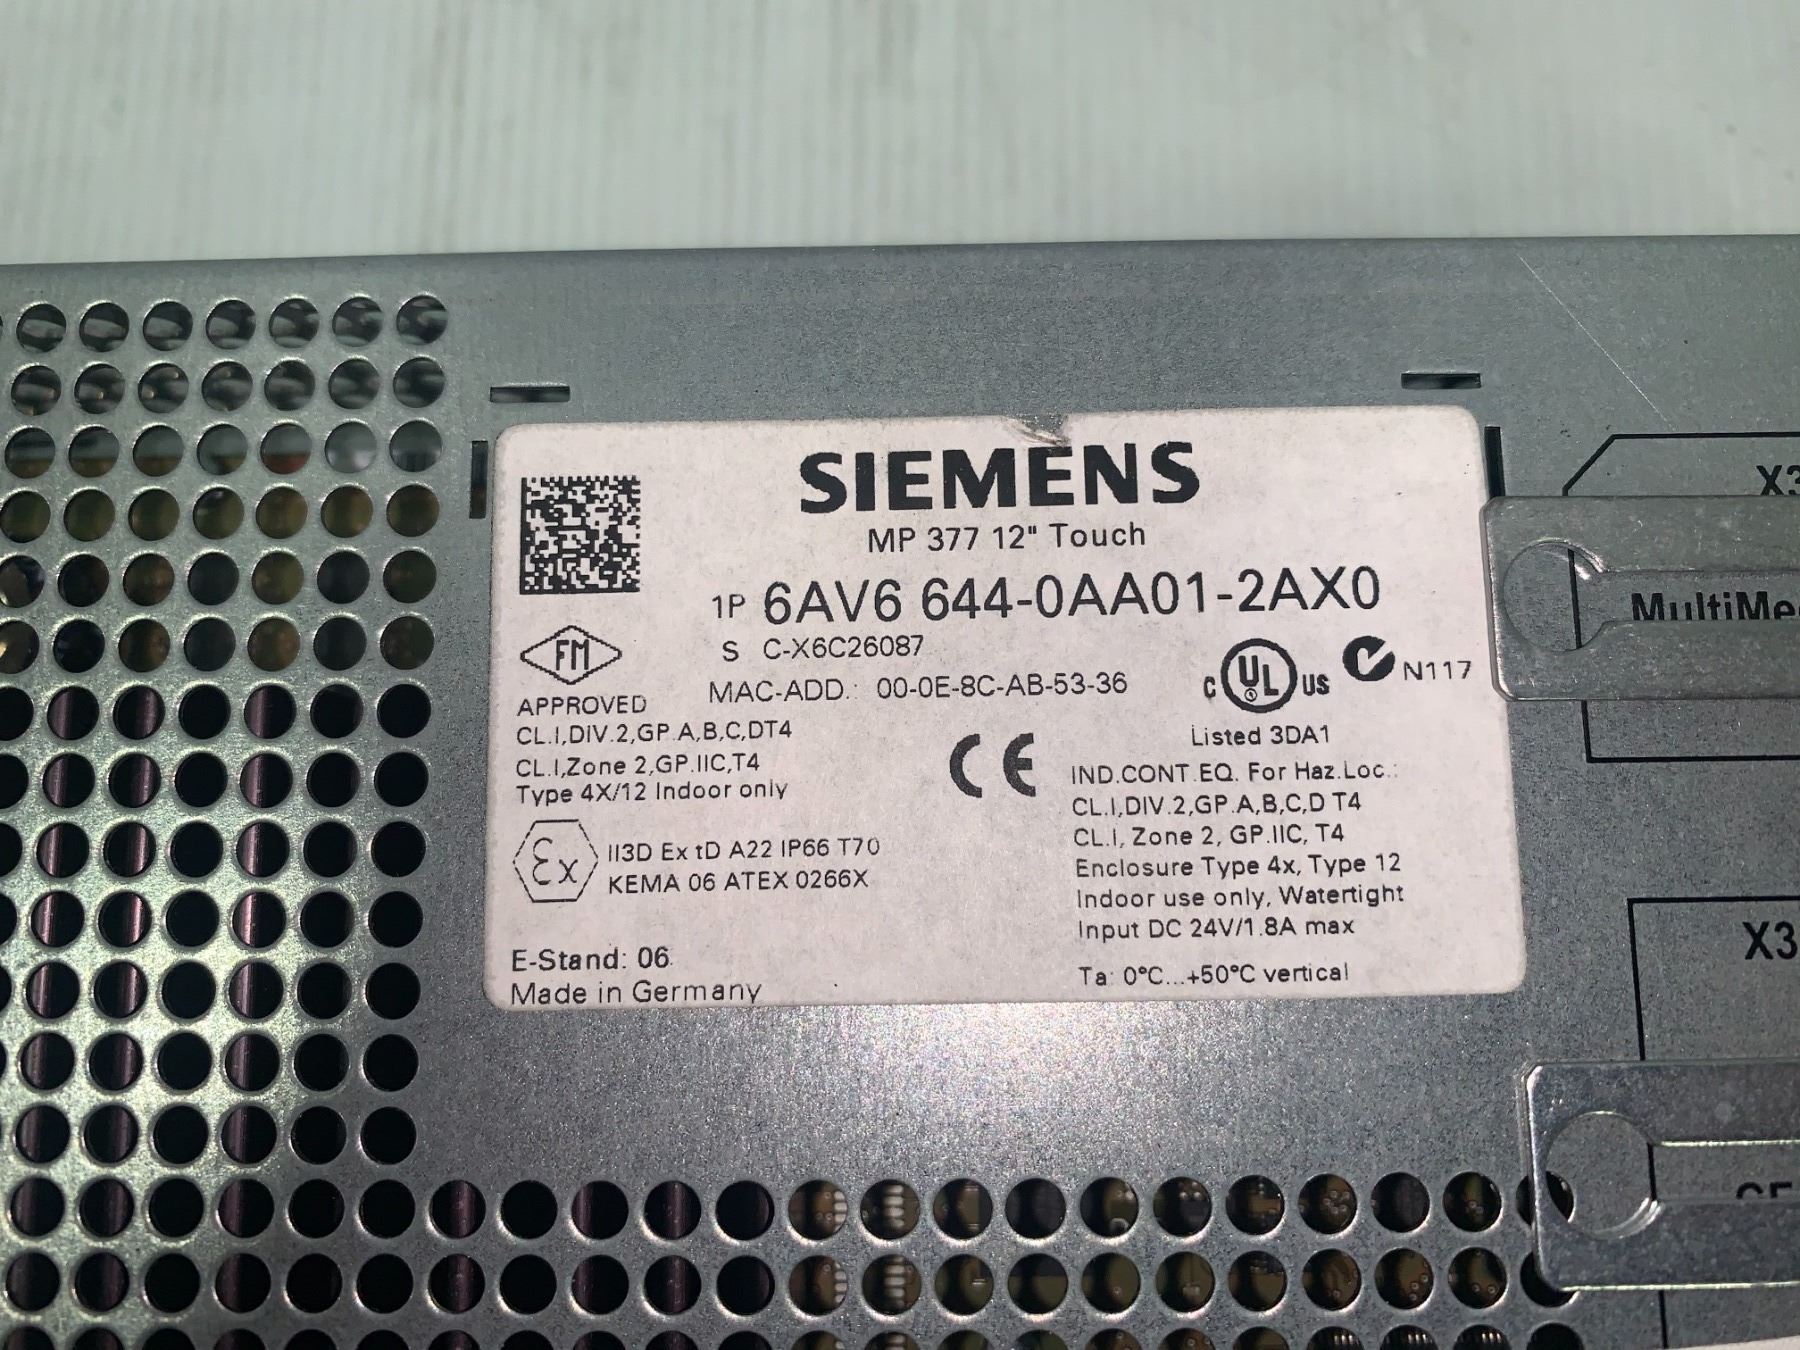 SIEMENS
MP 377 12" Touch
1P 6AV6 644-0AA01-2AX0
S C-X6C26087
MAC-ADD.: 00-0E-8C-AB-53-36
FM
APPROVED
CL.I,DIV.2,GP.A,B,C,DT4
CL.I,Zone 2,GP.IIC,T4
Type 4X/12 Indoor only
Ex
II3D Ex tD A22 IP66 T70
KEMA 06 ATEX 0266X
E-Stand: 06
Made in Germany
CE
C UL US
N117
Listed 3DA1
IND.CONT.EQ. For Haz.Loc.:
CL.I,DIV.2,GP.A,B,C,D T4
CL.I, Zone 2, GP.IIC, T4
Enclosure Type 4x, Type 12
Indoor use only, Watertight
Input DC 24V/1.8A max
Ta: 0°C...+50°C vertical
X3
MultiMe
X3